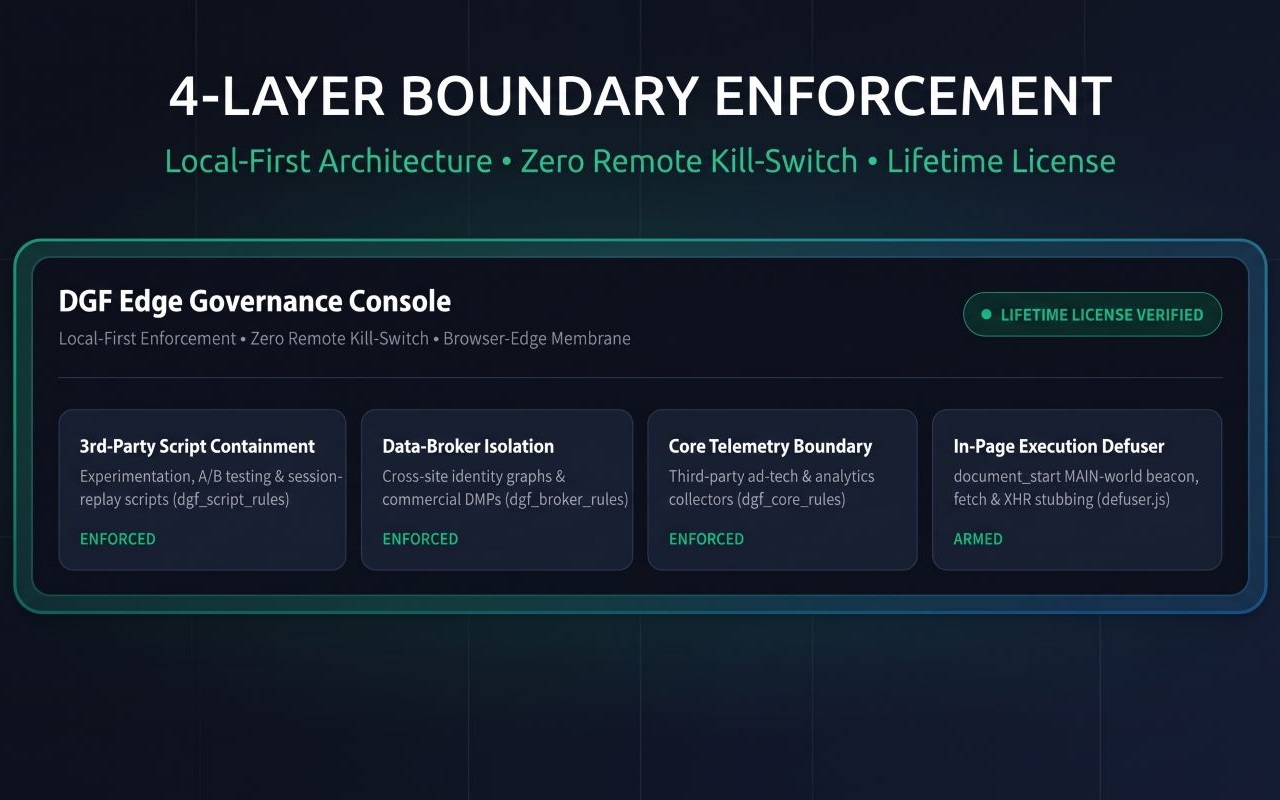 4-LAYER BOUNDARY ENFORCEMENT
Local-First Architecture • Zero Remote Kill-Switch • Lifetime License
DGF Edge Governance Console
Local-First Enforcement • Zero Remote Kill-Switch • Browser-Edge Membrane
LIFETIME LICENSE VERIFIED
3rd-Party Script Containment
Experimentation, A/B testing & session-
replay scripts (dgf_script_rules)
ENFORCED
Data-Broker Isolation
Cross-site identity graphs &
commercial DMPs (dgf_broker_rules)
ENFORCED
Core Telemetry Boundary
Third-party ad-tech & analytics
collectors (dgf_core_rules)
ENFORCED
In-Page Execution Defuser
document_start MAIN-world beacon,
fetch & XHR stubbing (defuser.js)
ARMED